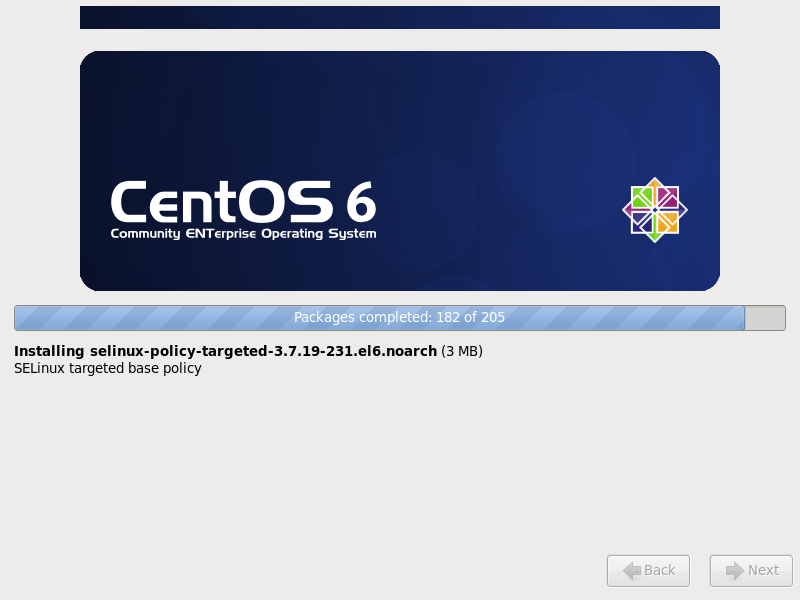 CentOS 6
Community ENTerprise Operating System
Packages completed: 182 of 205
Installing selinux-policy-targeted-3.7.19-231.el6.noarch (3 MB)
SELinux targeted base policy
Back
Next